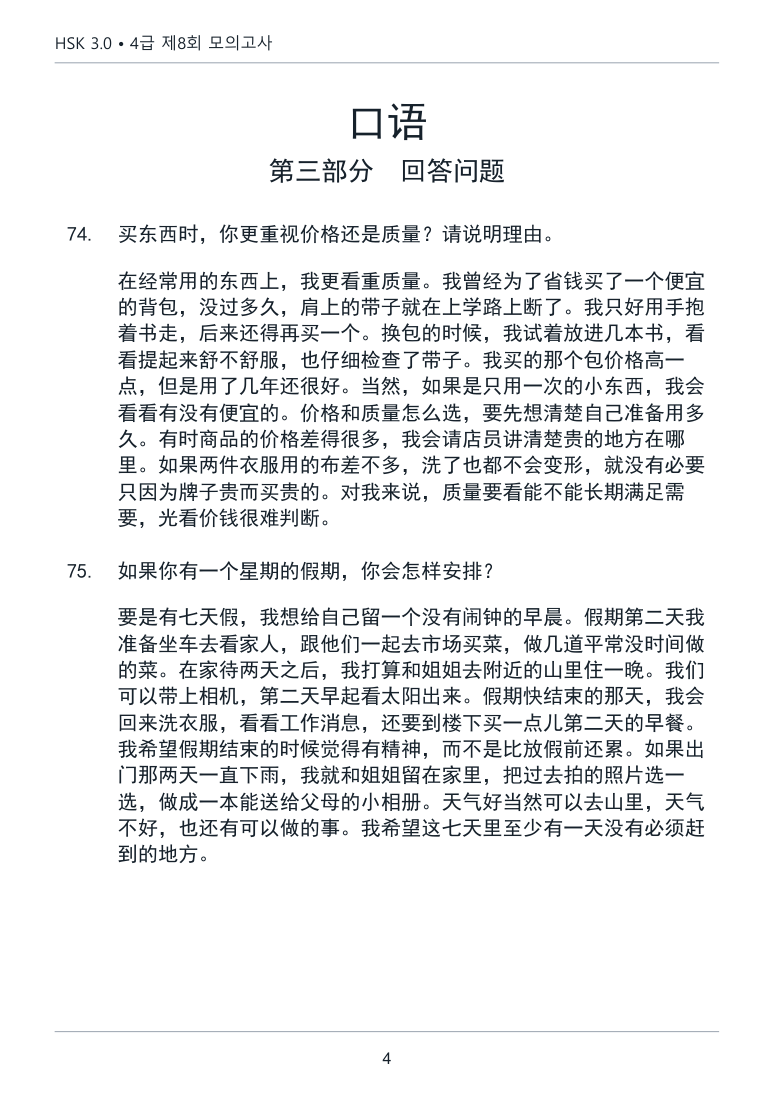 HSK 3.0 • 4급 제8회 모의고사
口语
第三部分　回答问题
74. 买东西时，你更重视价格还是质量？请说明理由。
在经常用的东西上，我更看重质量。我曾经为了省钱买了一个便宜
的背包，没过多久，肩上的带子就在上学路上断了。我只好用手抱
着书走，后来还得再买一个。换包的时候，我试着放进几本书，看
看提起来舒不舒服，也仔细检查了带子。我买的那个包价格高一
点，但是用了几年还很好。当然，如果是只用一次的小东西，我会
看看有没有便宜的。价格和质量怎么选，要先想清楚自己准备用多
久。有时商品的价格差得很多，我会请店员讲清楚贵的地方在哪
里。如果两件衣服用的布差不多，洗了也都不会变形，就没有必要
只因为牌子贵而买贵的。对我来说，质量要看能不能长期满足需
要，光看价钱很难判断。
75. 如果你有一个星期的假期，你会怎样安排？
要是有七天假，我想给自己留一个没有闹钟的早晨。假期第二天我
准备坐车去看家人，跟他们一起去市场买菜，做几道平常没时间做
的菜。在家待两天之后，我打算和姐姐去附近的山里住一晚。我们
可以带上相机，第二天早起看太阳出来。假期快结束的那天，我会
回来洗衣服，看看工作消息，还要到楼下买一点儿第二天的早餐。
我希望假期结束的时候觉得有精神，而不是比放假前还累。如果出
门那两天一直下雨，我就和姐姐留在家里，把过去拍的照片选一
选，做成一本能送给父母的小相册。天气好当然可以去山里，天气
不好，也还有可以做的事。我希望这七天里至少有一天没有必须赶
到的地方。
4